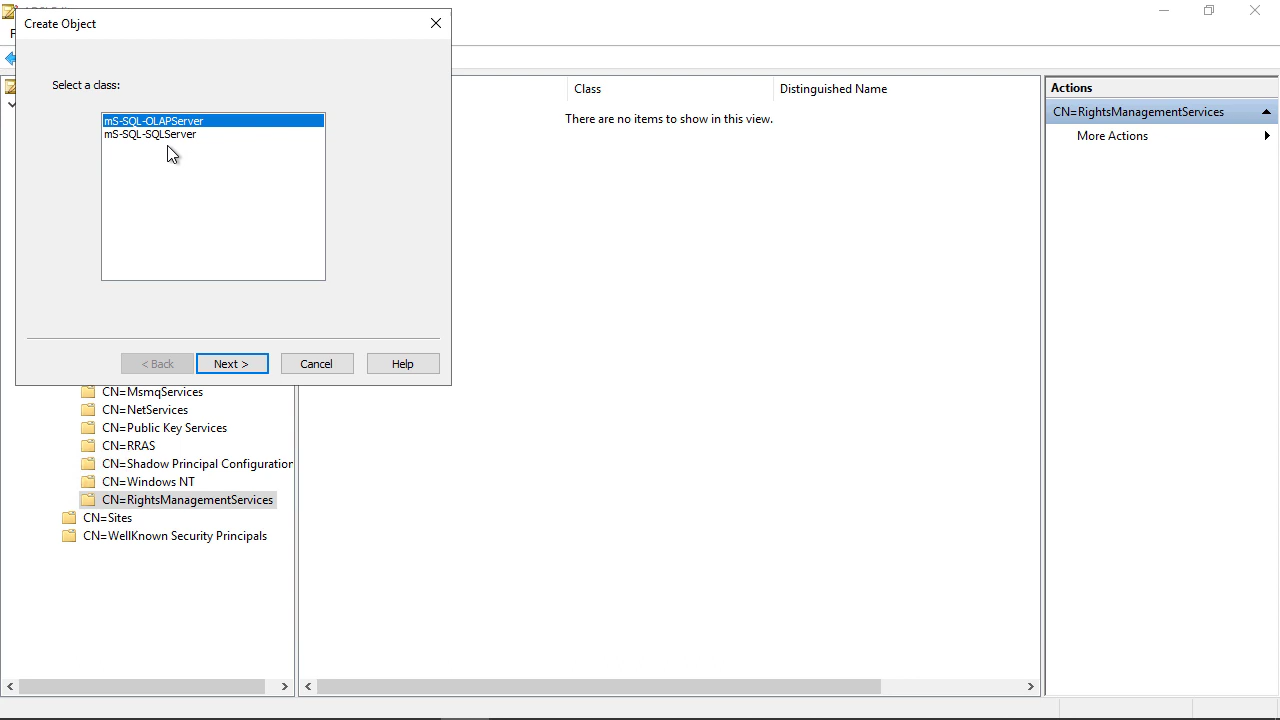 Create Object
Select a class:
mS-SQL-OLAPServer
mS-SQL-SQLServer
< Back
Next >
Cancel
Help
Class
Distinguished Name
There are no items to show in this view.
Actions
CN=RightsManagementServices
More Actions
CN=MsmqServices
CN=NetServices
CN=Public Key Services
CN=RRAS
CN=Shadow Principal Configuration
CN=Windows NT
CN=RightsManagementServices
CN=Sites
CN=WellKnown Security Principals